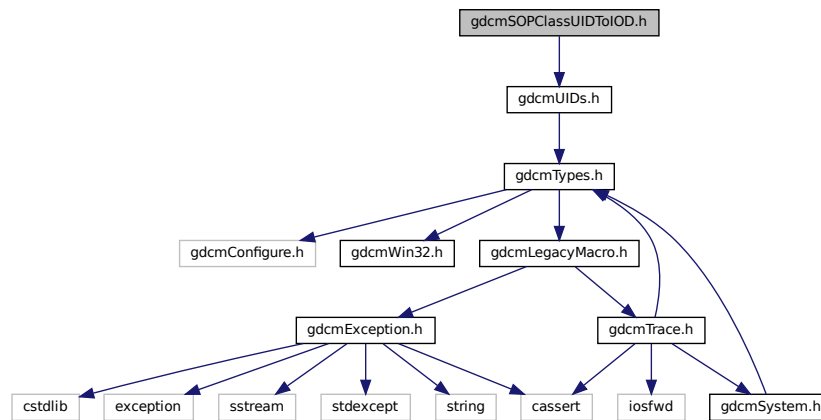 gdcmSOPClassUIDToIOD.h
gdcmUIDs.h
gdcmTypes.h
gdcmConfigure.h
gdcmWin32.h
gdcmLegacyMacro.h
gdcmException.h
gdcmTrace.h
cstdlib
exception
sstream
stdexcept
string
cassert
iosfwd
gdcmSystem.h